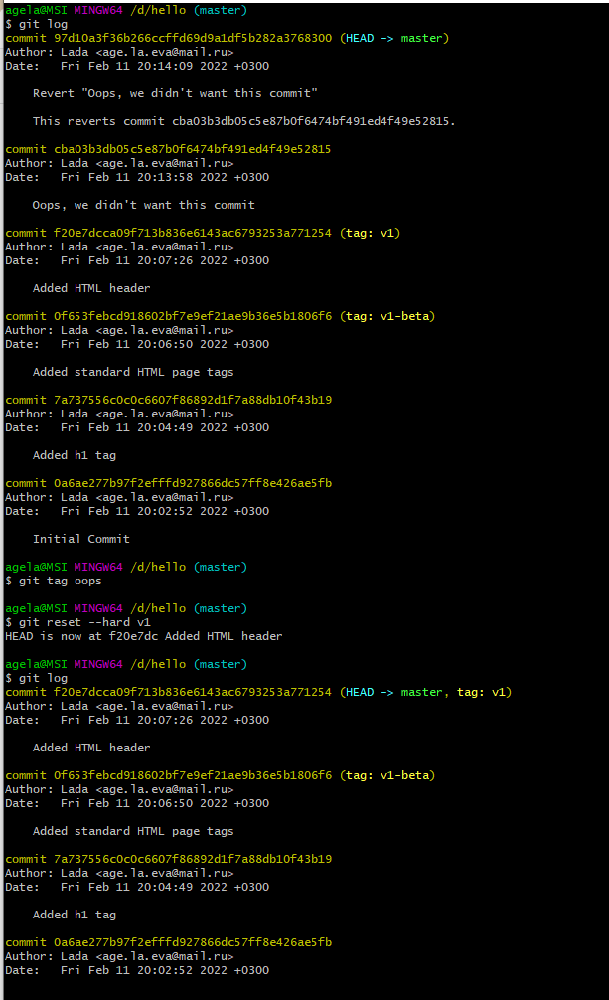 agela@MSI MINGW64 /d/hello (master)
$ git log
commit 97d10a3f36b266ccffd69d9a1df5b282a3768300 (HEAD -> master)
Author: Lada <age.la.eva@mail.ru>
Date:   Fri Feb 11 20:14:09 2022 +0300
Revert "Oops, we didn't want this commit"
This reverts commit cba03b3db05c5e87b0f6474bf491ed4f49e52815.
commit cba03b3db05c5e87b0f6474bf491ed4f49e52815
Author: Lada <age.la.eva@mail.ru>
Date:   Fri Feb 11 20:13:58 2022 +0300
Oops, we didn't want this commit
commit f20e7dcca09f713b836e6143ac6793253a771254 (tag: v1)
Author: Lada <age.la.eva@mail.ru>
Date:   Fri Feb 11 20:07:26 2022 +0300
Added HTML header
commit 0f653febcd918602bf7e9ef21ae9b36e5b1806f6 (tag: v1-beta)
Author: Lada <age.la.eva@mail.ru>
Date:   Fri Feb 11 20:06:50 2022 +0300
Added standard HTML page tags
commit 7a737556c0c0c6607f86892d1f7a88db10f43b19
Author: Lada <age.la.eva@mail.ru>
Date:   Fri Feb 11 20:04:49 2022 +0300
Added h1 tag
commit 0a6ae277b97f2efffd927866dc57ff8e426ae5fb
Author: Lada <age.la.eva@mail.ru>
Date:   Fri Feb 11 20:02:52 2022 +0300
Initial Commit
agela@MSI MINGW64 /d/hello (master)
$ git tag oops
agela@MSI MINGW64 /d/hello (master)
$ git reset --hard v1
HEAD is now at f20e7dc Added HTML header
agela@MSI MINGW64 /d/hello (master)
$ git log
commit f20e7dcca09f713b836e6143ac6793253a771254 (HEAD -> master, tag: v1)
Author: Lada <age.la.eva@mail.ru>
Date:   Fri Feb 11 20:07:26 2022 +0300
Added HTML header
commit 0f653febcd918602bf7e9ef21ae9b36e5b1806f6 (tag: v1-beta)
Author: Lada <age.la.eva@mail.ru>
Date:   Fri Feb 11 20:06:50 2022 +0300
Added standard HTML page tags
commit 7a737556c0c0c6607f86892d1f7a88db10f43b19
Author: Lada <age.la.eva@mail.ru>
Date:   Fri Feb 11 20:04:49 2022 +0300
Added h1 tag
commit 0a6ae277b97f2efffd927866dc57ff8e426ae5fb
Author: Lada <age.la.eva@mail.ru>
Date:   Fri Feb 11 20:02:52 2022 +0300